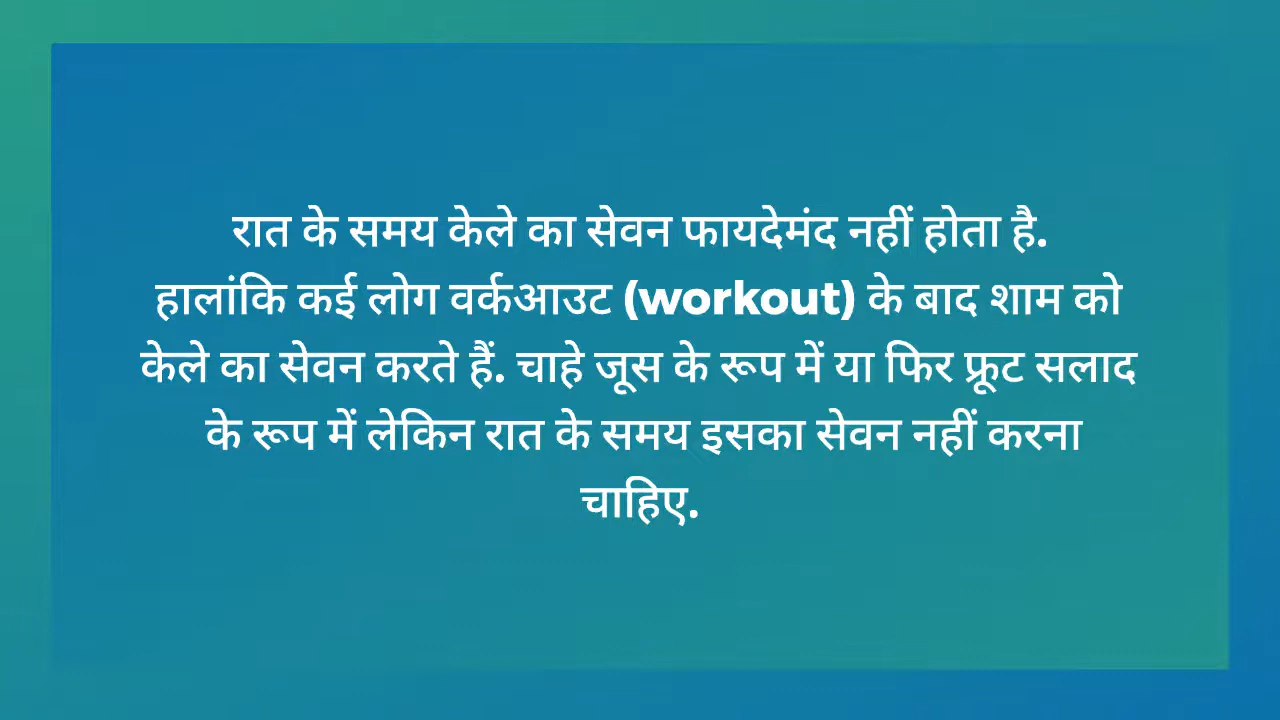 रात के समय केले का सेवन फायदेमंद नहीं होता है.
हालांकि कई लोग वर्कआउट (workout) के बाद शाम को
केले का सेवन करते हैं. चाहे जूस के रूप में या फिर फ्रूट सलाद
के रूप में लेकिन रात के समय इसका सेवन नहीं करना
चाहिए.